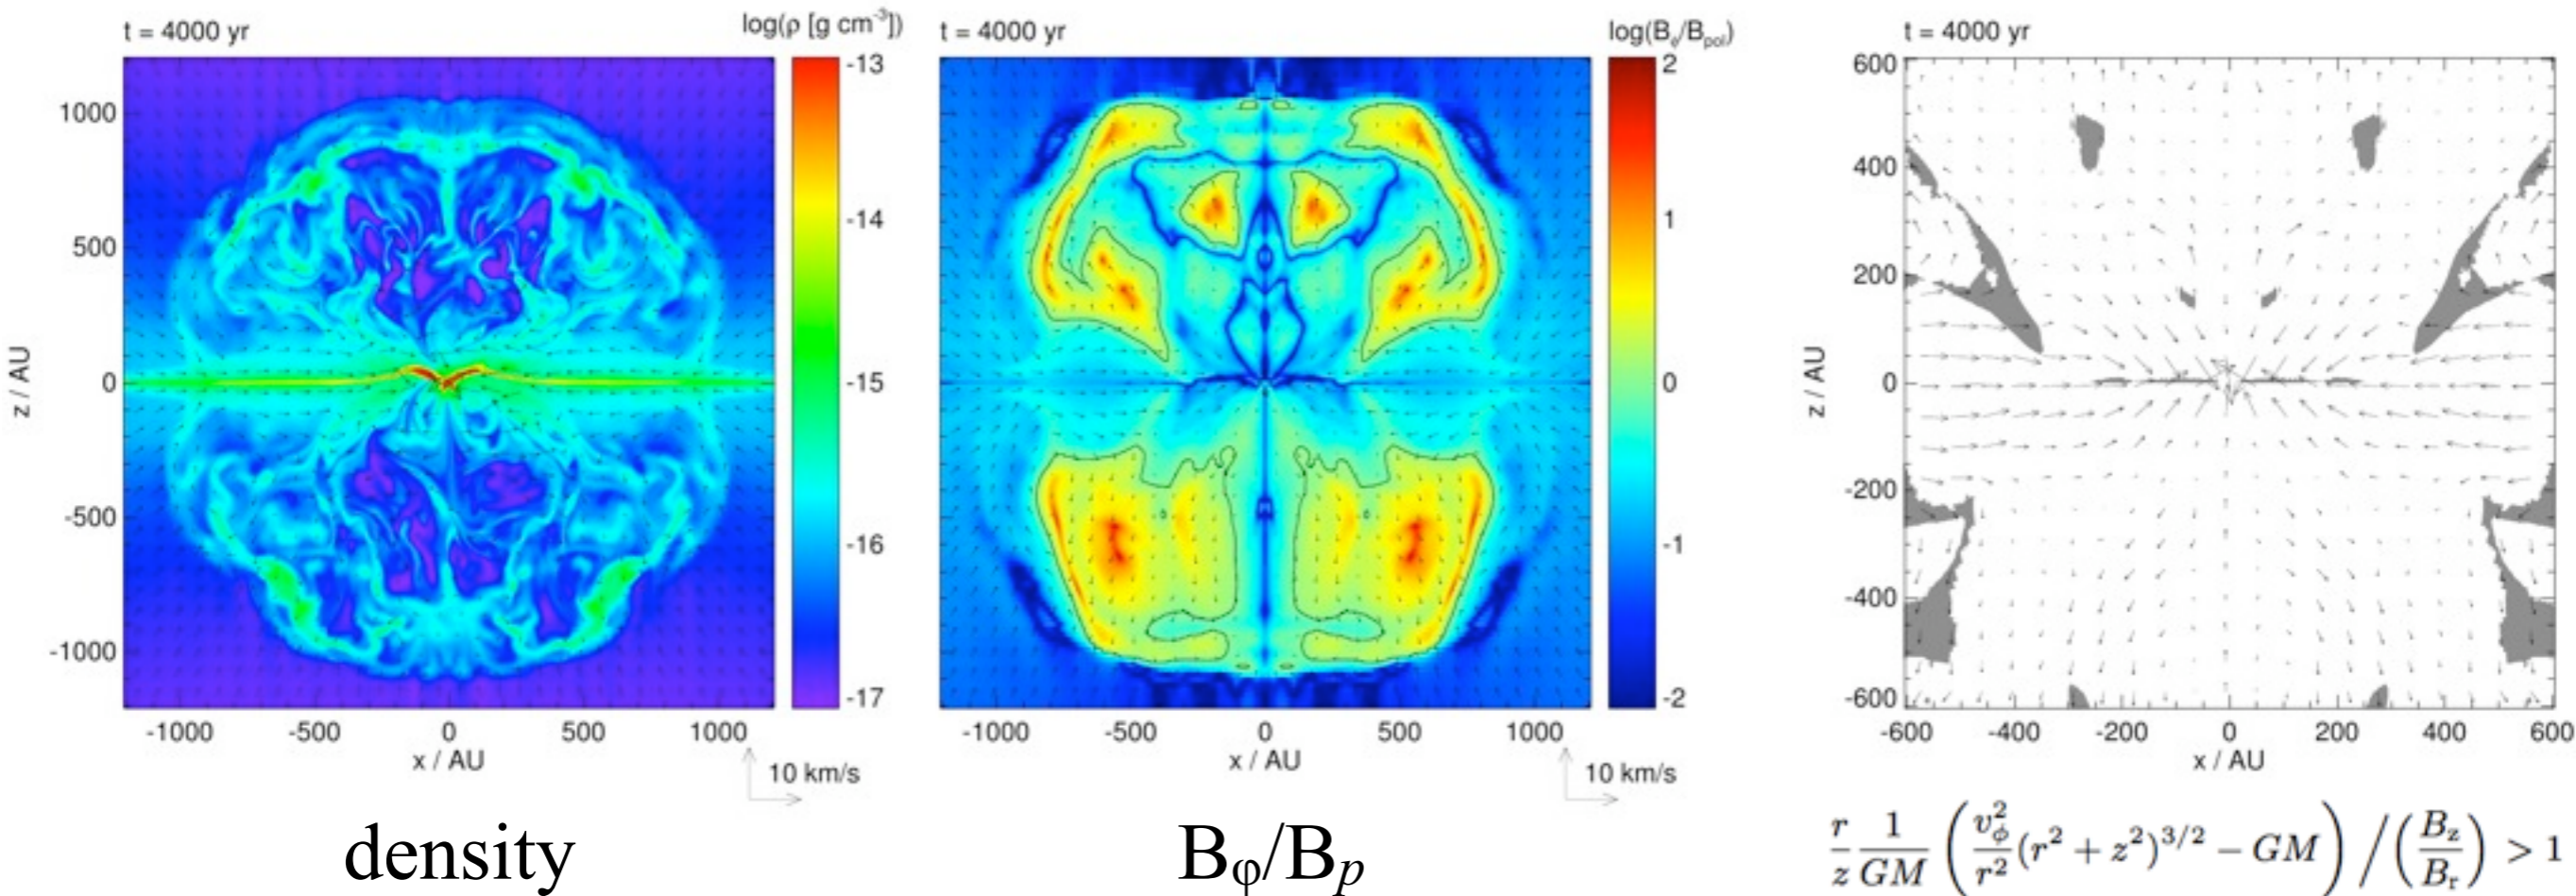 t = 4000 yr
log(ρ [g cm⁻³])
1000
500
0
-500
-1000
z / AU
-1000 -500 0 500 1000
x / AU
10 km/s
-13
-14
-15
-16
-17
density
t = 4000 yr
log(B_φ/B_pol)
2
1
0
-1
-2
-1000 -500 0 500 1000
x / AU
10 km/s
B_φ/B_p
t = 4000 yr
600
400
200
0
-200
-400
-600
z / AU
-600 -400 -200 0 200 400 600
x / AU
r/z 1/GM (v_φ²/r² (r² + z²)^{3/2} − GM) / (B_z/B_r) > 1